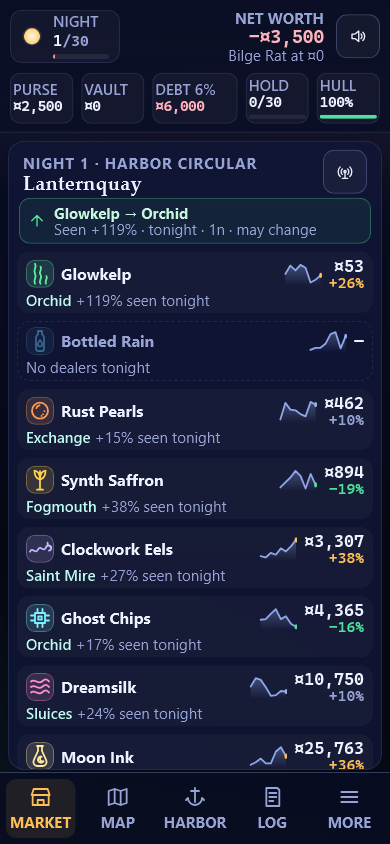 NIGHT
1/30
NET WORTH
−¤3,500
Bilge Rat at ¤0
PURSE
¤2,500
VAULT
¤0
DEBT 6%
¤6,000
HOLD
0/30
HULL
100%
NIGHT 1 · HARBOR CIRCULAR
Lanternquay
Glowkelp → Orchid
Seen +119% · tonight · 1n · may change
Glowkelp
¤53
+26%
Orchid +119% seen tonight
Bottled Rain
–
No dealers tonight
Rust Pearls
¤462
+10%
Exchange +15% seen tonight
Synth Saffron
¤894
−19%
Fogmouth +38% seen tonight
Clockwork Eels
¤3,307
+38%
Saint Mire +27% seen tonight
Ghost Chips
¤4,365
−16%
Orchid +17% seen tonight
Dreamsilk
¤10,750
+10%
Sluices +24% seen tonight
Moon Ink
¤25,763
+36%
MARKET
MAP
HARBOR
LOG
MORE